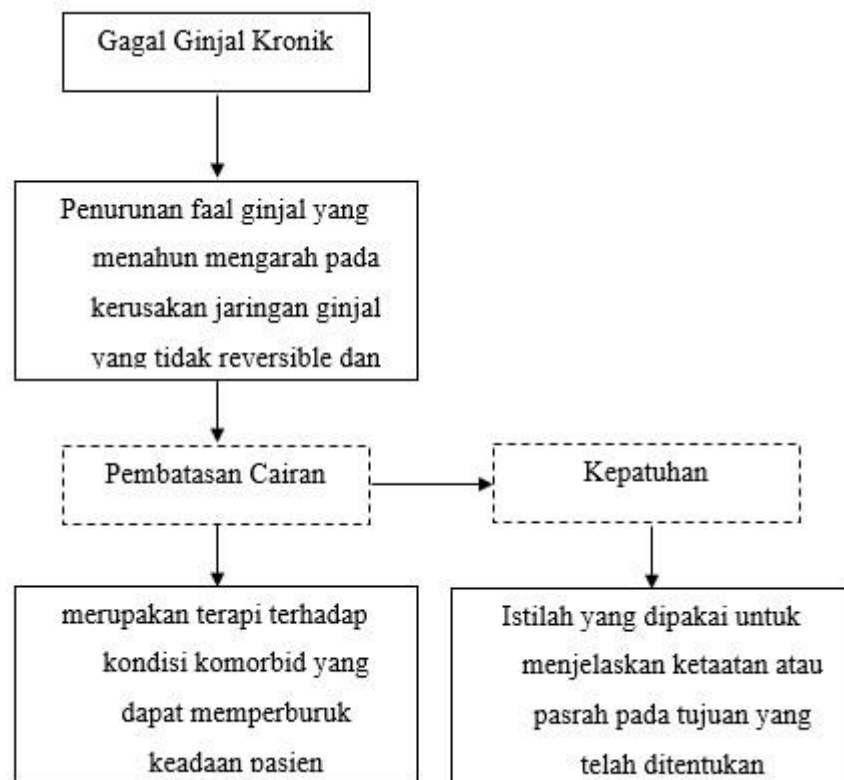 Gagal Ginjal Kronik
Penurunan faal ginjal yang
menahun mengarah pada
kerusakan jaringan ginjal
yang tidak reversible dan
Pembatasan Cairan
Kepatuhan
merupakan terapi terhadap
kondisi komorbid yang
dapat memperburuk
keadaan pasien
Istilah yang dipakai untuk
menjelaskan ketaatan atau
pasrah pada tujuan yang
telah ditentukan